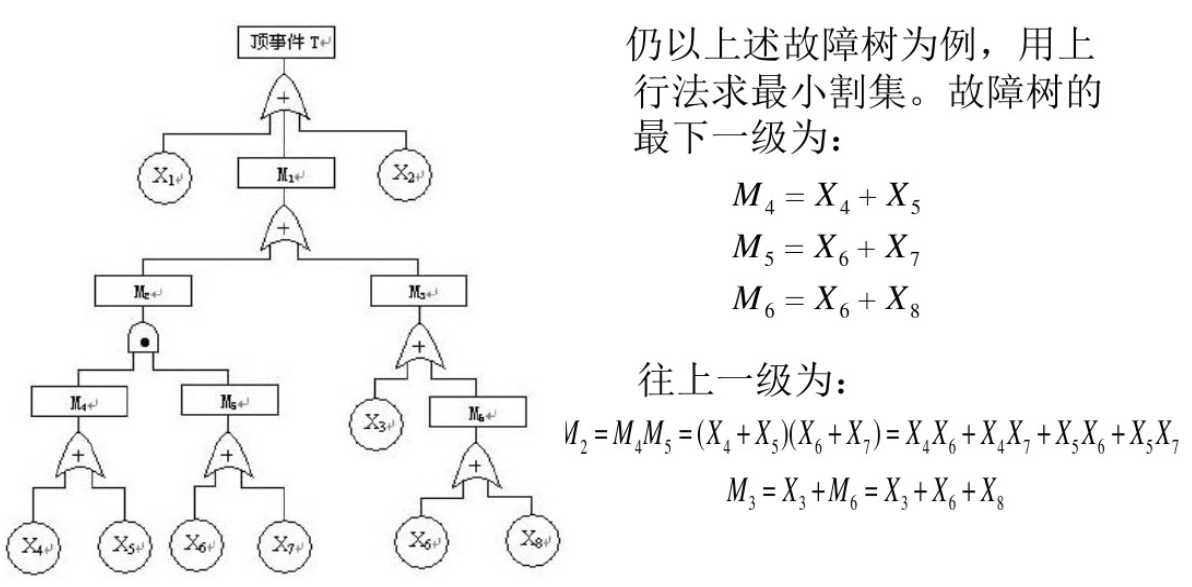 顶事件 T↵
+
X₁↵
M₁↵
X₂↵
+
M₂↵
M₃↵
+
M₄↵
M₅↵
X₃↵
M₆↵
+
+
+
X₄↵
X₅↵
X₆↵
X₇↵
X₆↵
X₈↵
仍以上述故障树为例，用上
行法求最小割集。故障树的
最下一级为：
M₄ = X₄ + X₅
M₅ = X₆ + X₇
M₆ = X₆ + X₈
往上一级为：
M₂ = M₄M₅ = (X₄ + X₅)(X₆ + X₇) = X₄X₆ + X₄X₇ + X₅X₆ + X₅X₇
M₃ = X₃ + M₆ = X₃ + X₆ + X₈